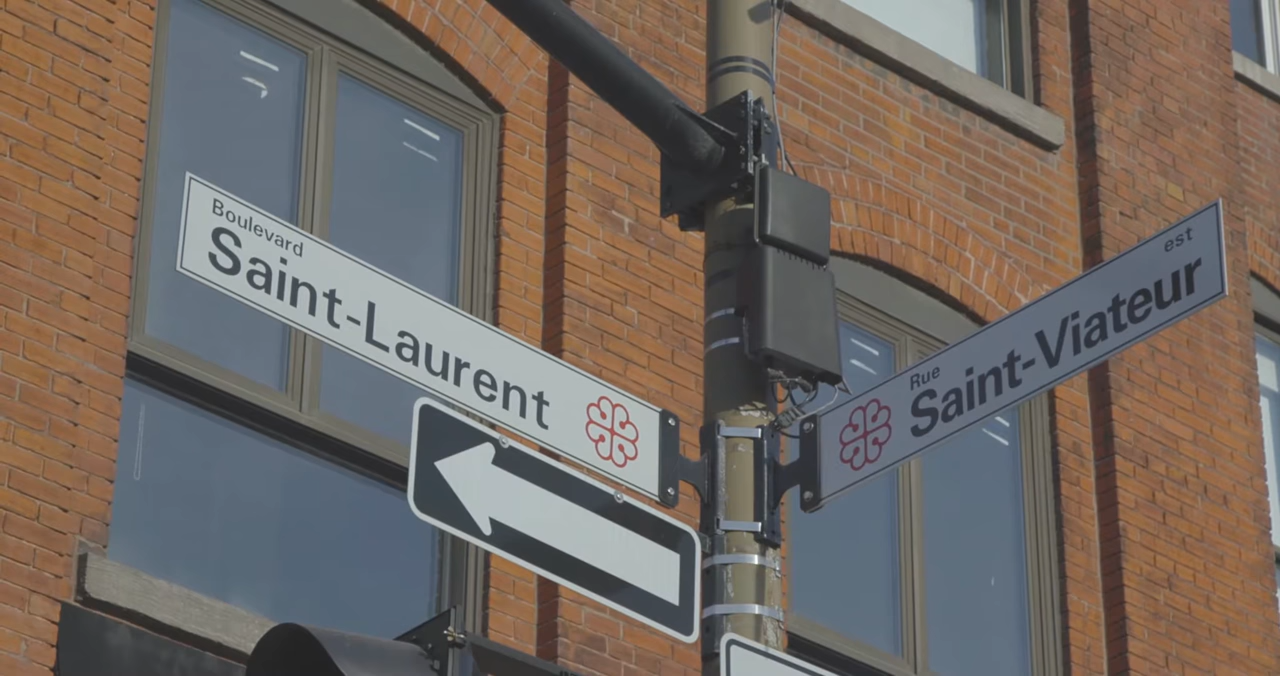 Boulevard
Saint-Laurent
est
Rue
Saint-Viateur